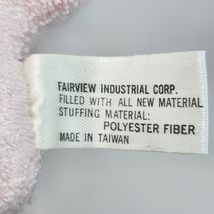 FAIRVIEW INDUSTRIAL CORP.
FILLED WITH ALL NEW MATERIAL
STUFFING MATERIAL:
POLYESTER FIBER
MADE IN TAIWAN